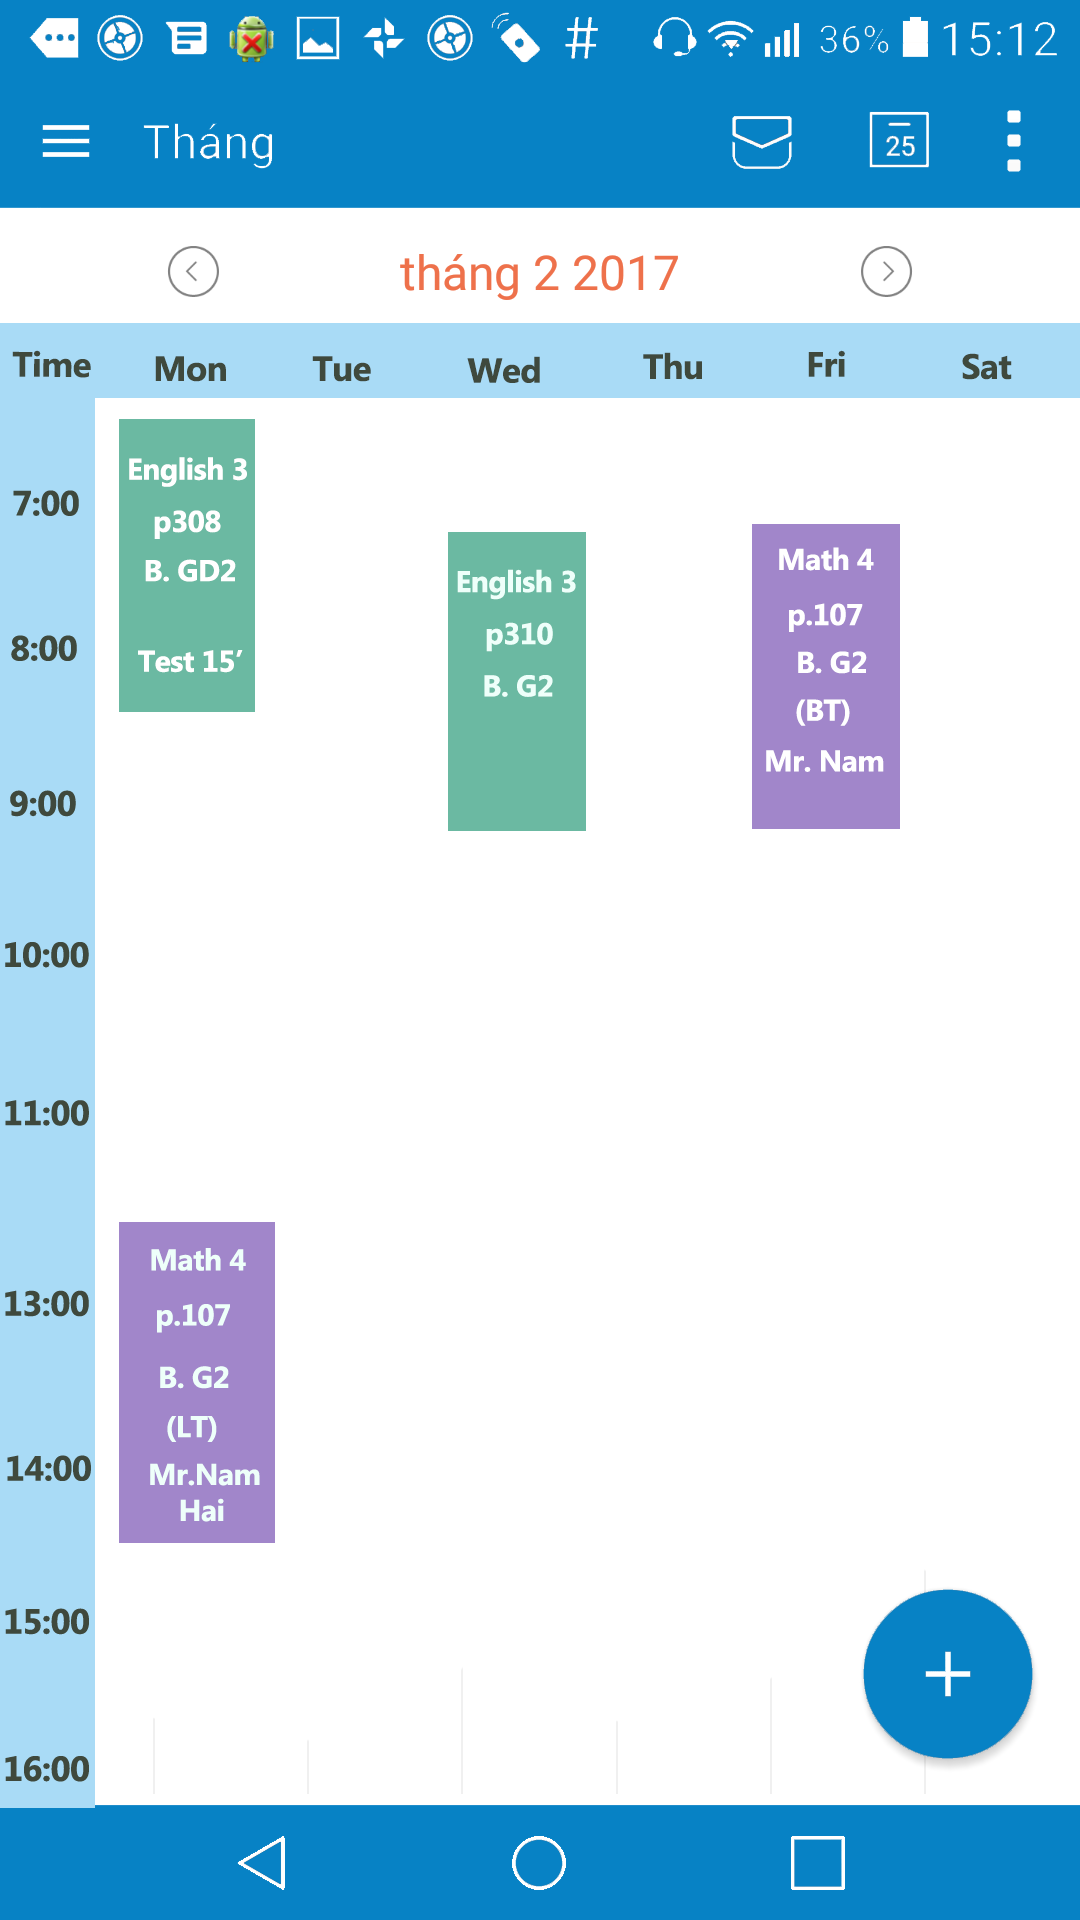 36% 15:12
Tháng 25
tháng 2 2017
Time Mon Tue Wed Thu Fri Sat
7:00
8:00
9:00
10:00
11:00
13:00
14:00
15:00
16:00
English 3
p308
B. GD2
Test 15′
English 3
p310
B. G2
Math 4
p.107
B. G2
(BT)
Mr. Nam
Math 4
p.107
B. G2
(LT)
Mr.Nam
Hai